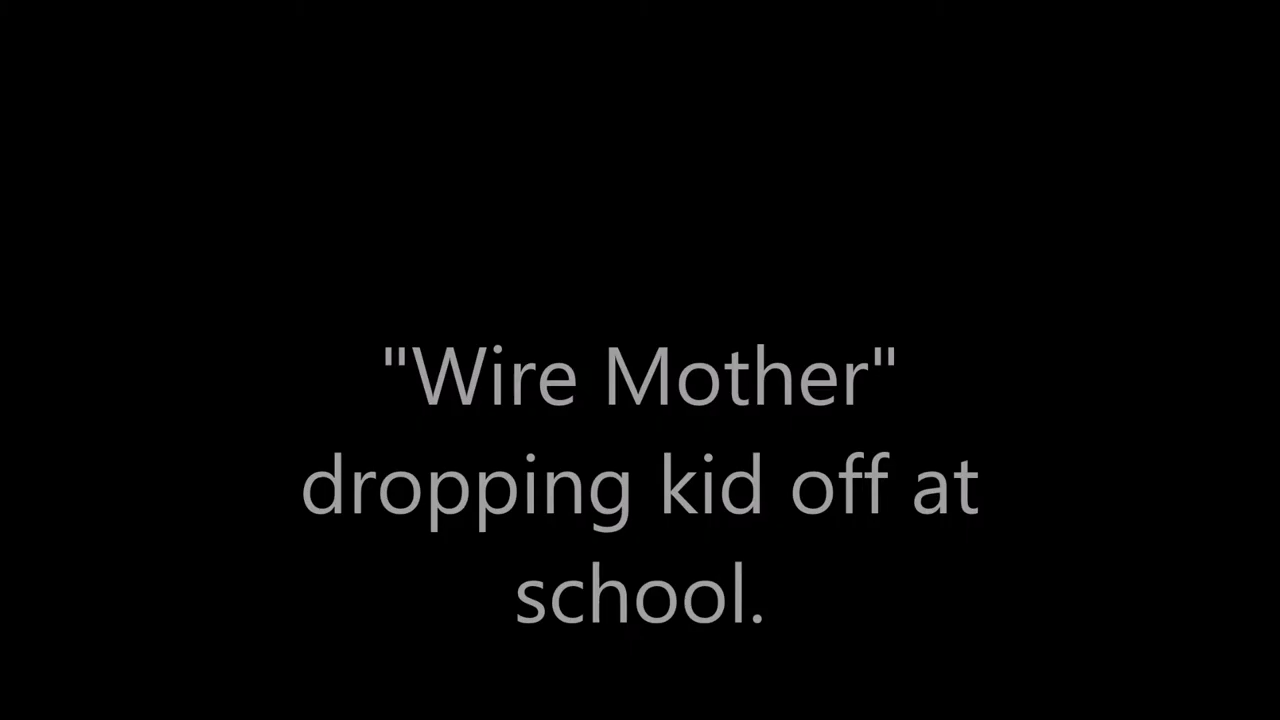 "Wire Mother"
dropping kid off at
school.